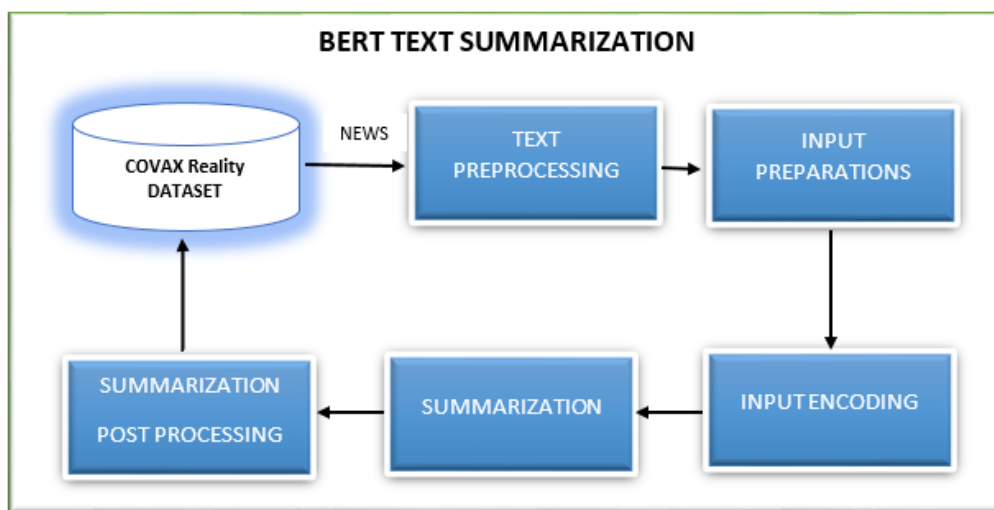 BERT TEXT SUMMARIZATION
COVAX Reality
DATASET
NEWS
TEXT
PREPROCESSING
INPUT
PREPARATIONS
SUMMARIZATION
POST PROCESSING
SUMMARIZATION
INPUT ENCODING